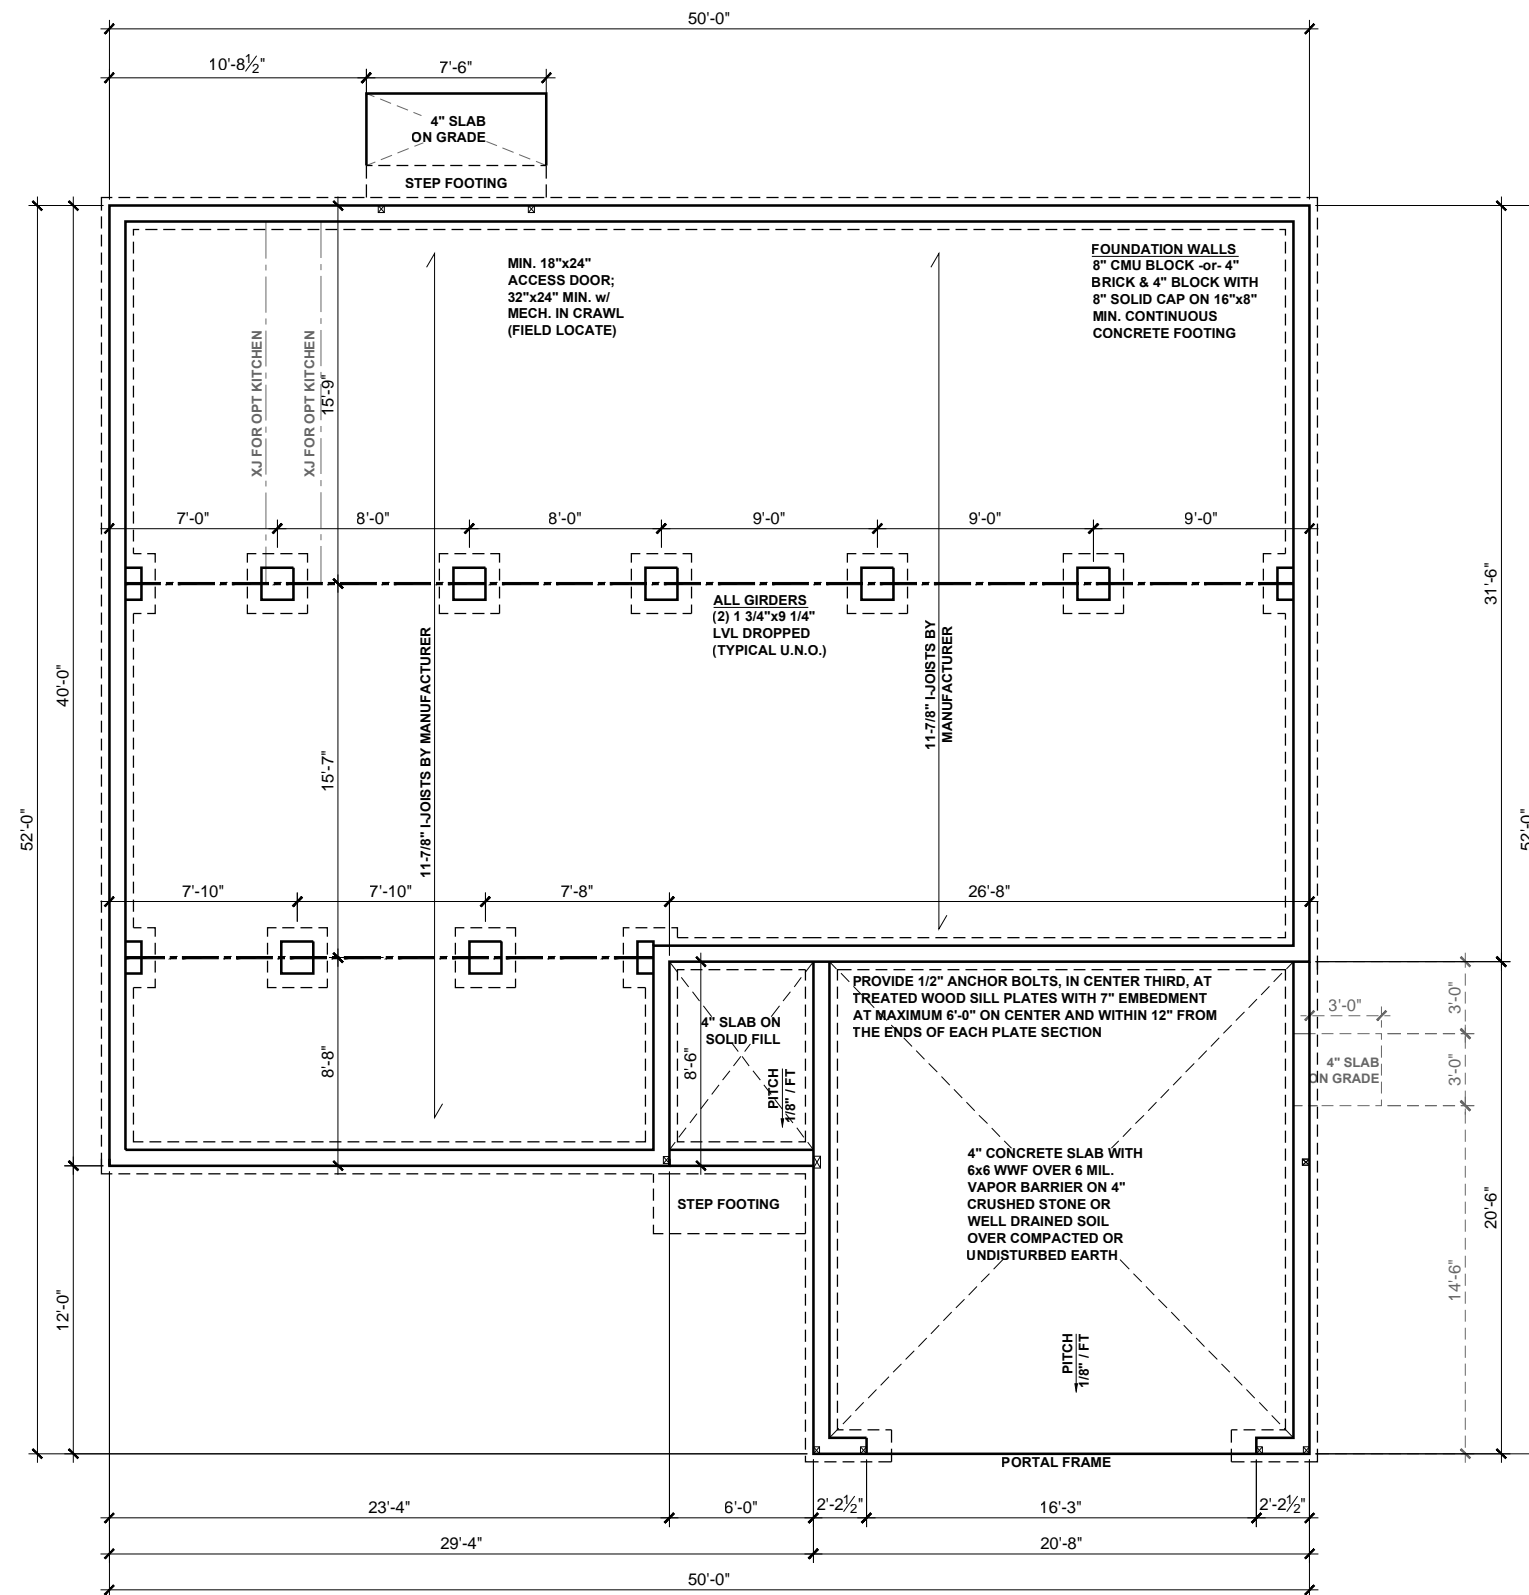 50'-0"
10'-8½"
7'-6"
4" SLAB
ON GRADE
STEP FOOTING
MIN. 18"x24"
ACCESS DOOR;
32"x24" MIN. w/
MECH. IN CRAWL
(FIELD LOCATE)
FOUNDATION WALLS
8" CMU BLOCK -or- 4"
BRICK & 4" BLOCK WITH
8" SOLID CAP ON 16"x8"
MIN. CONTINUOUS
CONCRETE FOOTING
XJ FOR OPT KITCHEN
XJ FOR OPT KITCHEN
15'-9"
7'-0"
8'-0"
8'-0"
9'-0"
9'-0"
9'-0"
31'-6"
ALL GIRDERS
(2) 1 3/4"x9 1/4"
LVL DROPPED
(TYPICAL U.N.O.)
11-7/8" I-JOISTS BY MANUFACTURER
11-7/8" I-JOISTS BY
MANUFACTURER
40'-0"
15'-7"
52'-0"
52'-0"
7'-10"
7'-10"
7'-8"
26'-8"
PROVIDE 1/2" ANCHOR BOLTS, IN CENTER THIRD, AT
TREATED WOOD SILL PLATES WITH 7" EMBEDMENT
AT MAXIMUM 6'-0" ON CENTER AND WITHIN 12" FROM
THE ENDS OF EACH PLATE SECTION
4" SLAB ON
SOLID FILL
8'-8"
8'-6"
PITCH
1/8" / FT
3'-0"
3'-0"
4" SLAB
ON GRADE
3'-0"
4" CONCRETE SLAB WITH
6x6 WWF OVER 6 MIL.
VAPOR BARRIER ON 4"
CRUSHED STONE OR
WELL DRAINED SOIL
OVER COMPACTED OR
UNDISTURBED EARTH
STEP FOOTING
20'-6"
14'-6"
12'-0"
PITCH
1/8" / FT
PORTAL FRAME
23'-4"
6'-0"
2'-2½"
16'-3"
2'-2½"
29'-4"
20'-8"
50'-0"